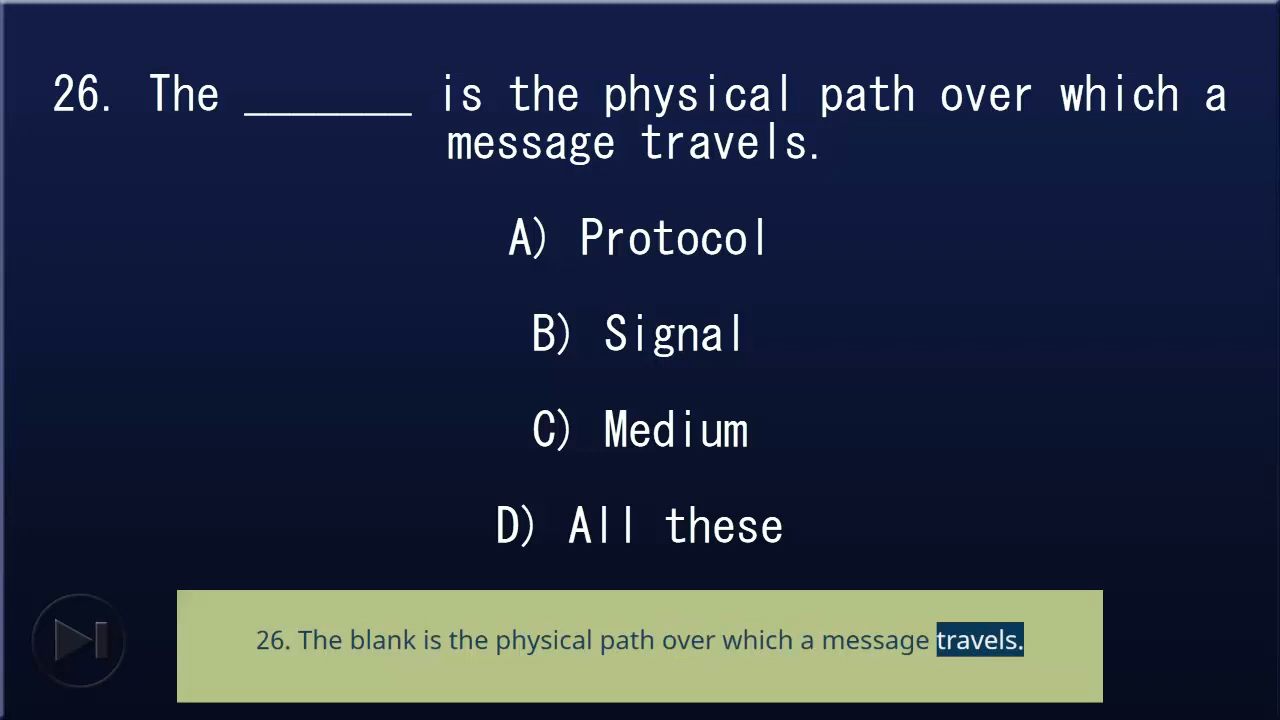 26. The _______ is the physical path over which a
message travels.
A) Protocol
B) Signal
C) Medium
D) All these
26. The blank is the physical path over which a message travels.